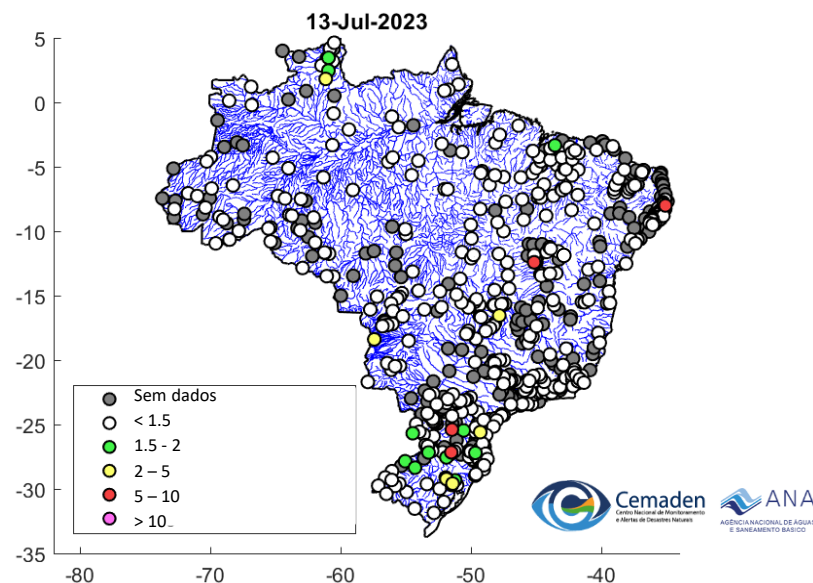 13-Jul-2023
5
0
-5
-10
-15
-20
-25
-30
-35
Sem dados
< 1.5
1.5 - 2
2 – 5
5 – 10
> 10
Cemaden
Centro Nacional de Monitoramento
e Alertas de Desastres Naturais
ANA
AGÊNCIA NACIONAL DE ÁGUAS
E SANEAMENTO BÁSICO
-80
-70
-60
-50
-40